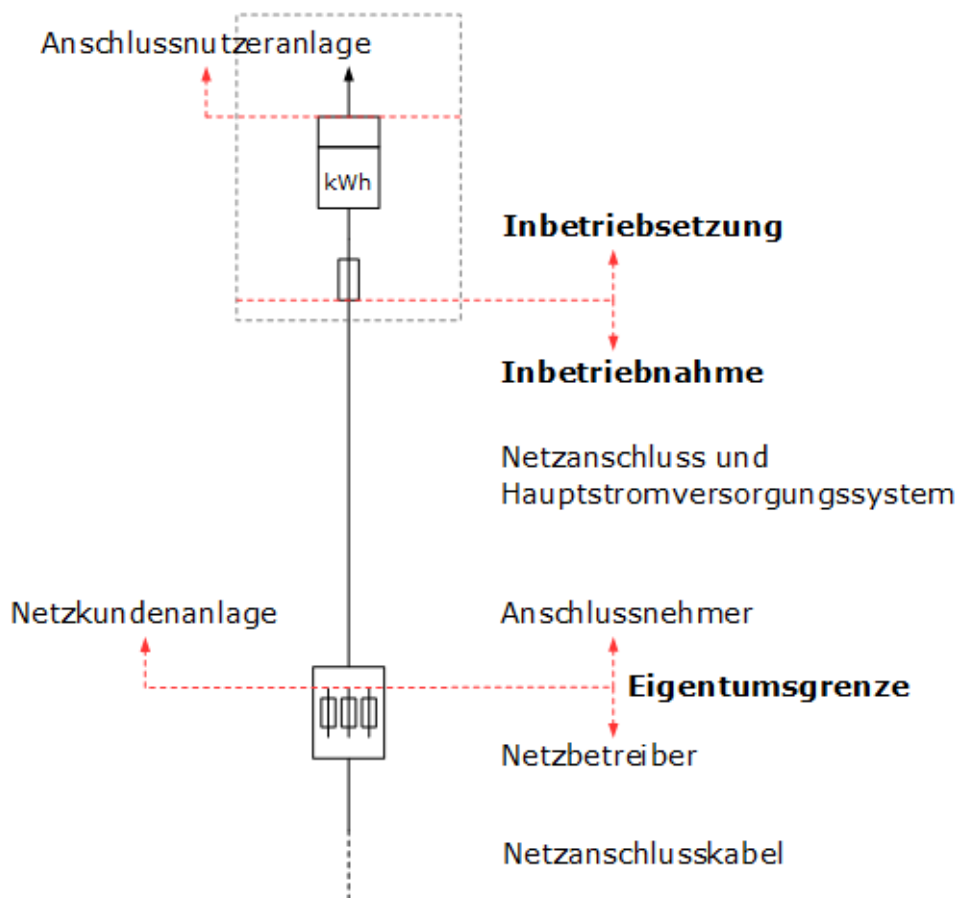 Anschlussnutzeranlage
kWh
Inbetriebsetzung
Inbetriebnahme
Netzanschluss und
Hauptstromversorgungssystem
Netzkundenanlage
Anschlussnehmer
Eigentumsgrenze
Netzbetreiber
Netzanschlusskabel